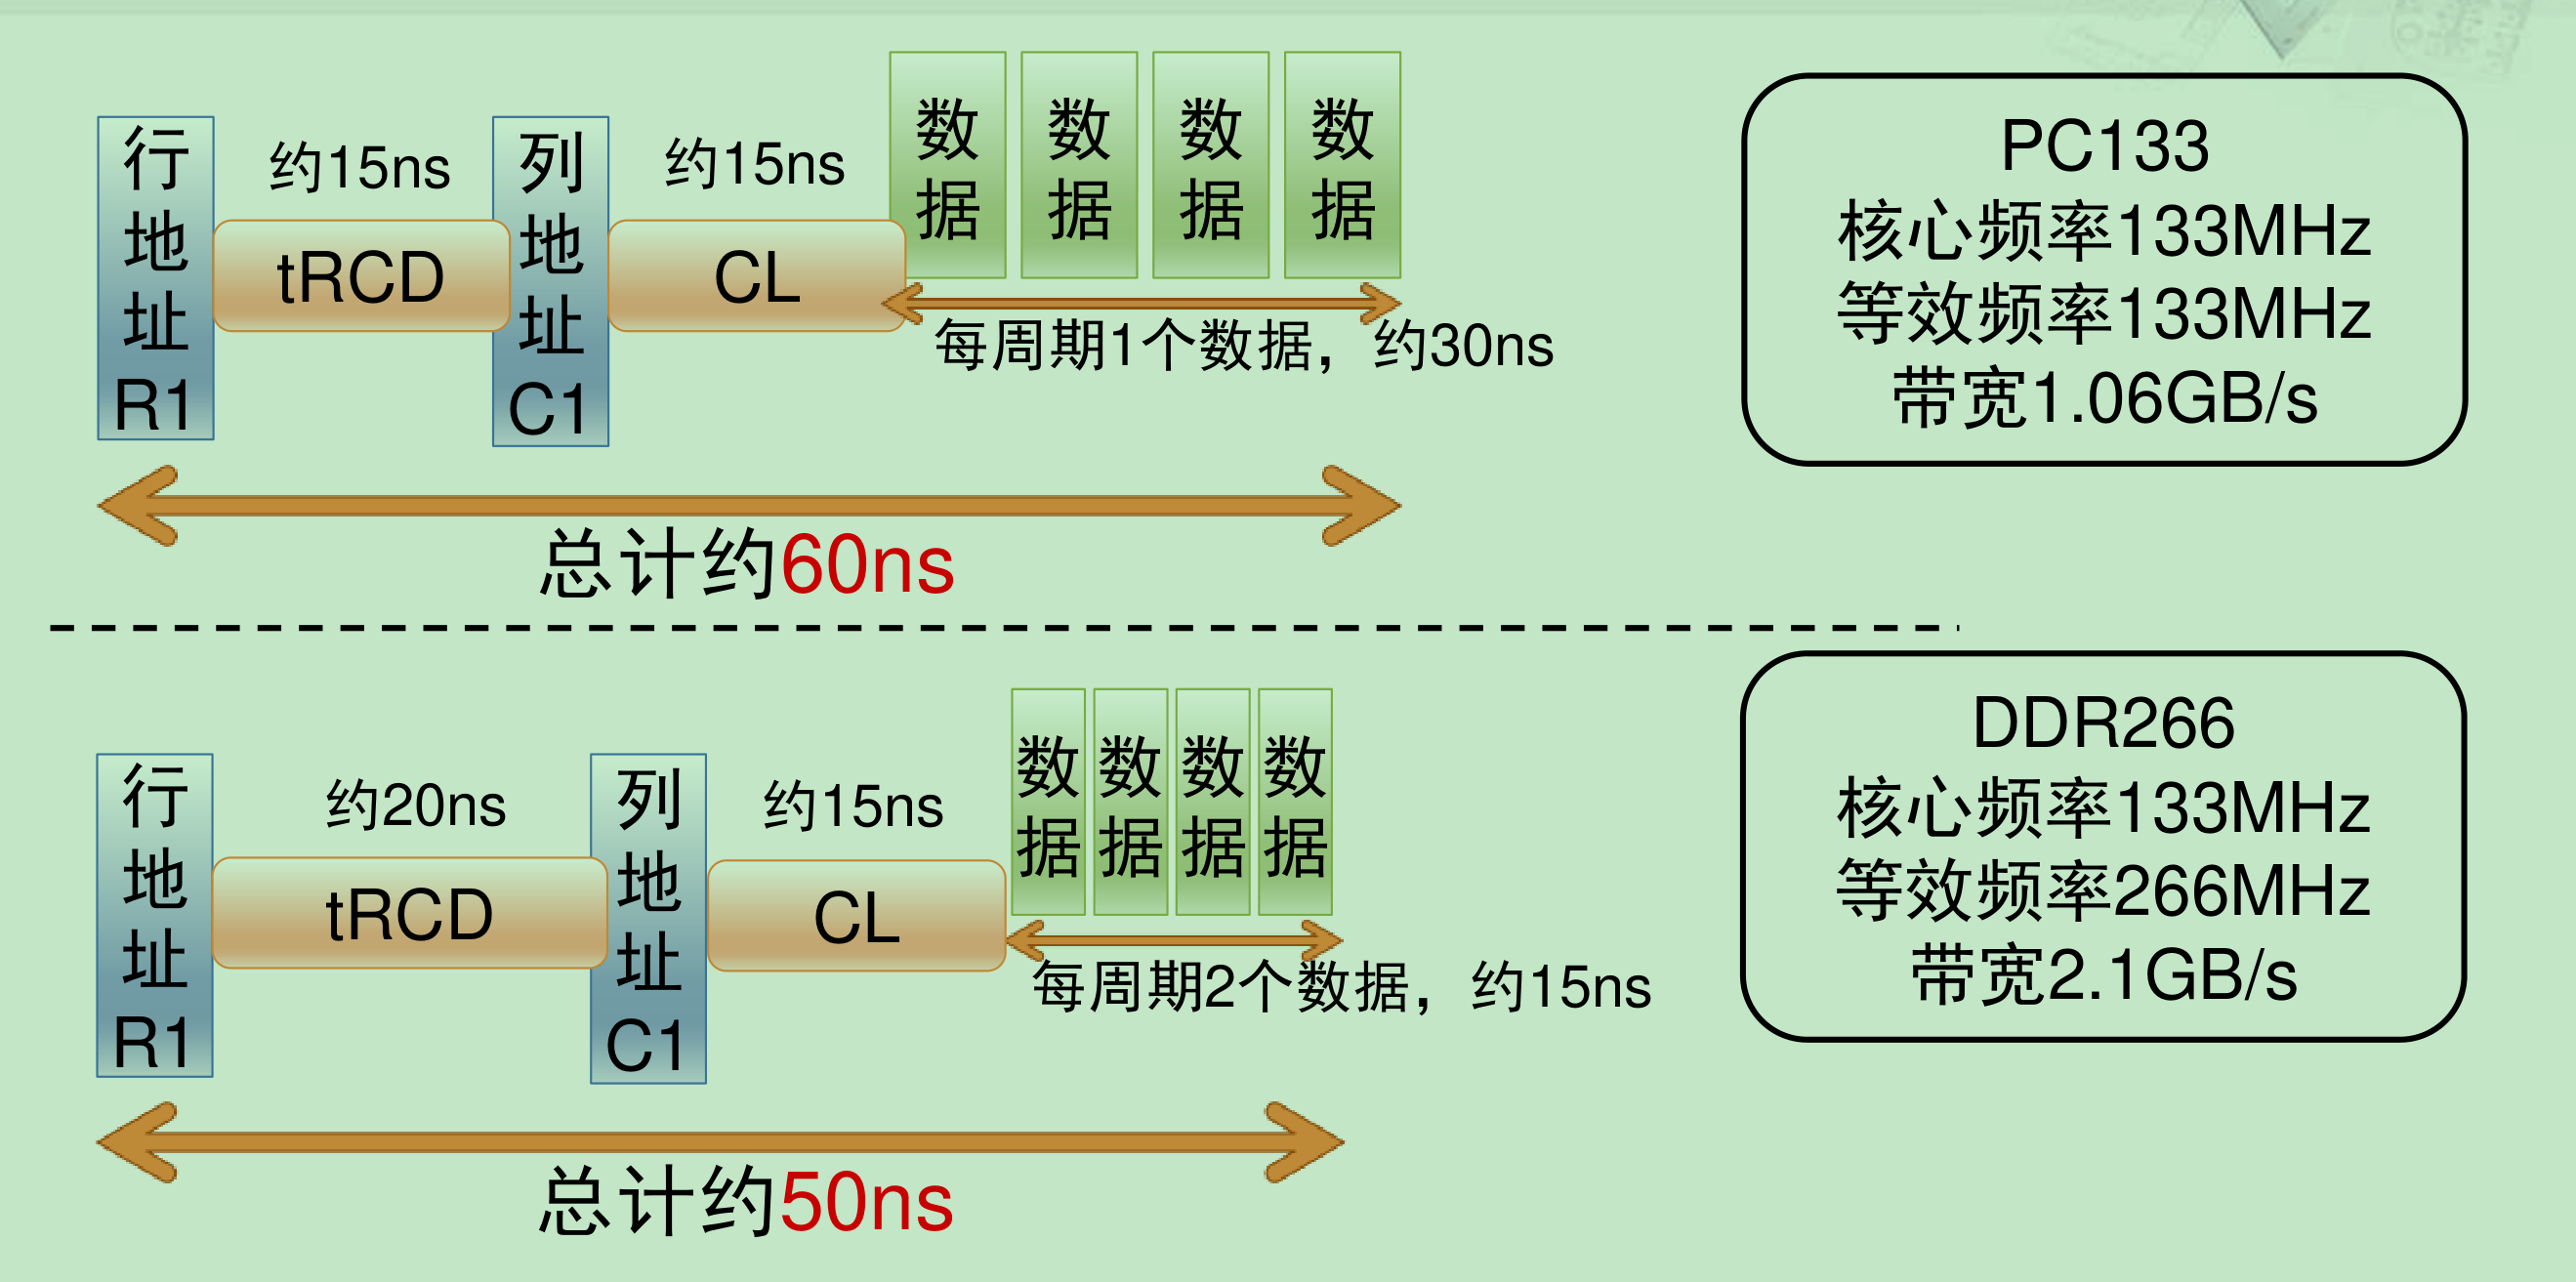 行地址R1
约15ns
tRCD
列地址C1
约15ns
CL
数据
数据
数据
数据
每周期1个数据，约30ns
总计约60ns
PC133
核心频率133MHz
等效频率133MHz
带宽1.06GB/s
行地址R1
约20ns
tRCD
列地址C1
约15ns
CL
数据
数据
数据
数据
每周期2个数据，约15ns
总计约50ns
DDR266
核心频率133MHz
等效频率266MHz
带宽2.1GB/s